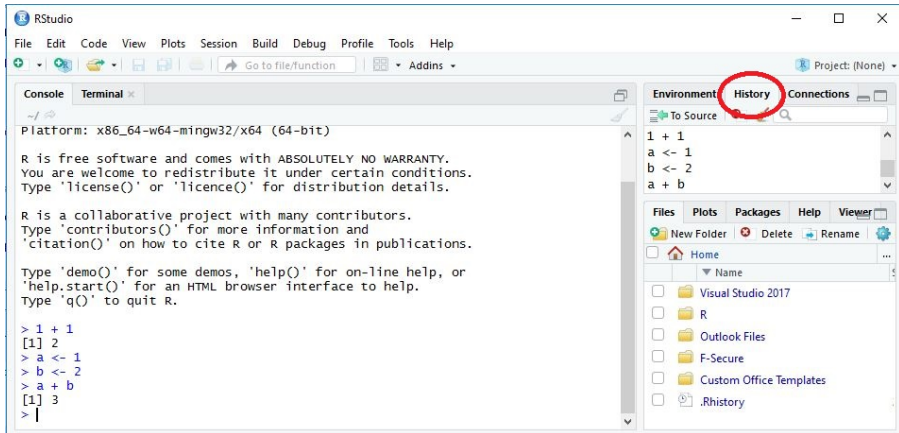 RStudio
File Edit Code View Plots Session Build Debug Profile Tools Help
Go to file/function Addins Project: (None)
Console Terminal
~/
Platform: x86_64-w64-mingw32/x64 (64-bit)
R is free software and comes with ABSOLUTELY NO WARRANTY.
You are welcome to redistribute it under certain conditions.
Type 'license()' or 'licence()' for distribution details.
R is a collaborative project with many contributors.
Type 'contributors()' for more information and
'citation()' on how to cite R or R packages in publications.
Type 'demo()' for some demos, 'help()' for on-line help, or
'help.start()' for an HTML browser interface to help.
Type 'q()' to quit R.
> 1 + 1
[1] 2
> a <- 1
> b <- 2
> a + b
[1] 3
>
Environment History Connections
To Source
1 + 1
a <- 1
b <- 2
a + b
Files Plots Packages Help Viewer
New Folder Delete Rename
Home ...
Name
Visual Studio 2017
R
Outlook Files
F-Secure
Custom Office Templates
.Rhistory